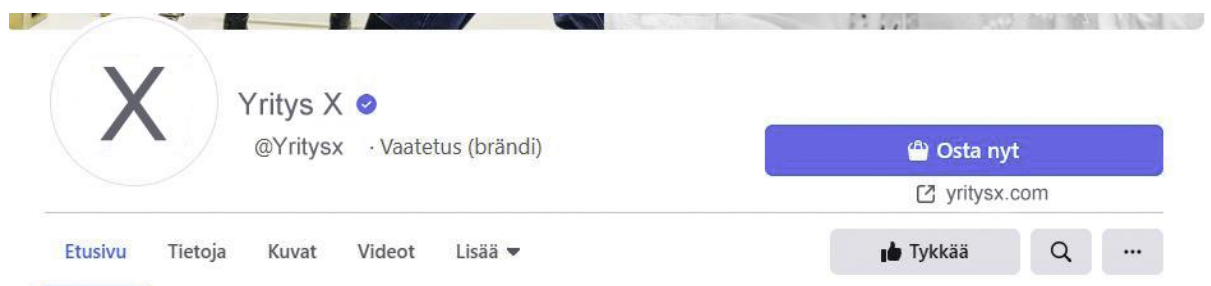 X
Yritys X
@Yritysx · Vaatetus (brändi)
Osta nyt
yritysx.com
Etusivu Tietoja Kuvat Videot Lisää
Tykkää